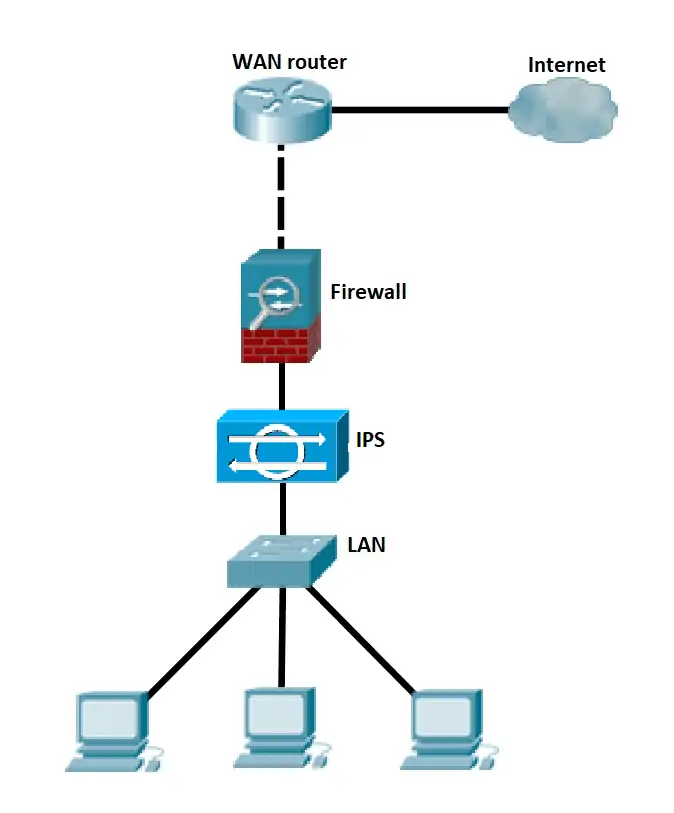 WAN router
Internet
Firewall
IPS
LAN